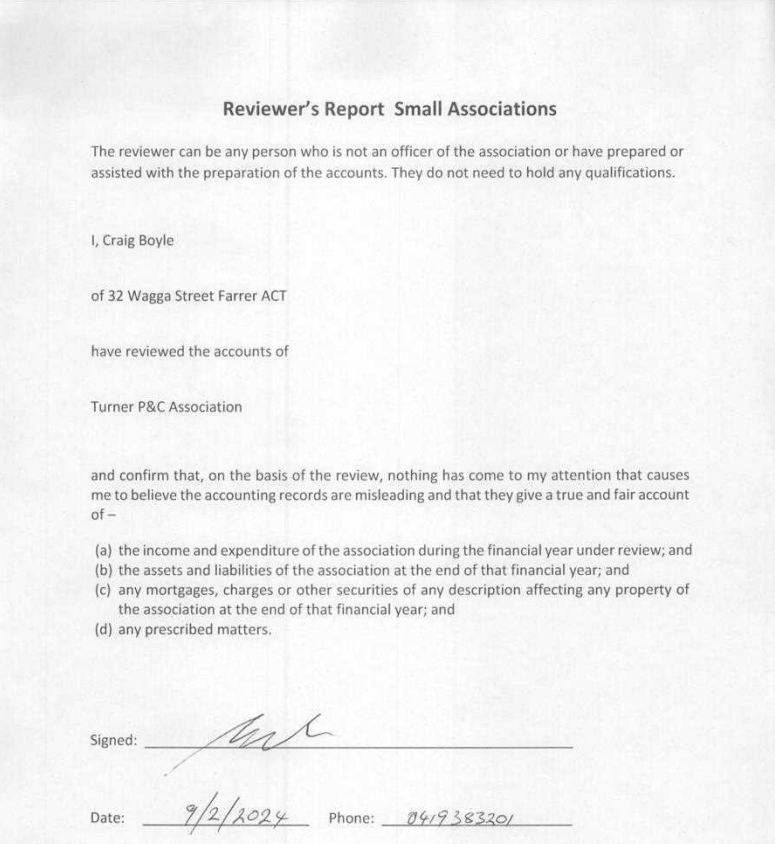 Reviewer's Report Small Associations
The reviewer can be any person who is not an officer of the association or have prepared or
assisted with the preparation of the accounts. They do not need to hold any qualifications.
I, Craig Boyle
of 32 Wagga Street Farrer ACT
have reviewed the accounts of
Turner P&C Association
and confirm that, on the basis of the review, nothing has come to my attention that causes
me to believe the accounting records are misleading and that they give a true and fair account
of –
(a) the income and expenditure of the association during the financial year under review; and
(b) the assets and liabilities of the association at the end of that financial year; and
(c) any mortgages, charges or other securities of any description affecting any property of
the association at the end of that financial year; and
(d) any prescribed matters.
Signed:
Date: 9/2/2024 Phone: 0419383201